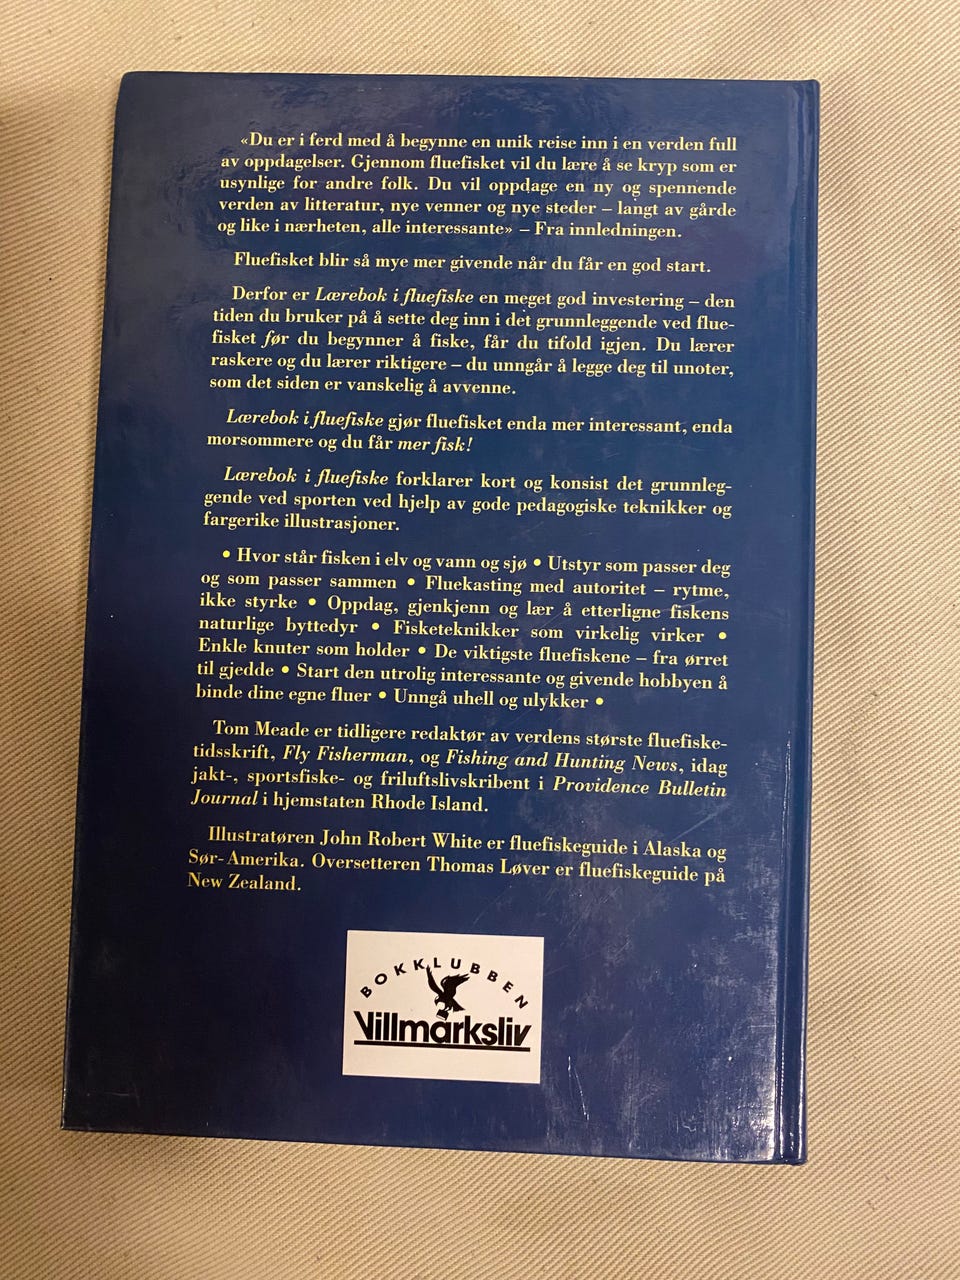 «Du er i ferd med å begynne en unik reise inn i en verden full
av oppdagelser. Gjennom fluefisket vil du lære å se kryp som er
usynlige for andre folk. Du vil oppdage en ny og spennende
verden av litteratur, nye venner og nye steder – langt av gårde
og like i nærheten, alle interessante» – Fra innledningen.
Fluefisket blir så mye mer givende når du får en god start.
Derfor er Lærebok i fluefiske en meget god investering – den
tiden du bruker på å sette deg inn i det grunnleggende ved flue-
fisket før du begynner å fiske, får du tifold igjen. Du lærer
raskere og du lærer riktigere – du unngår å legge deg til unoter,
som det siden er vanskelig å avvenne.
Lærebok i fluefiske gjør fluefisket enda mer interessant, enda
morsommere og du får mer fisk!
Lærebok i fluefiske forklarer kort og konsist det grunnleg-
gende ved sporten ved hjelp av gode pedagogiske teknikker og
fargerike illustrasjoner.
• Hvor står fisken i elv og vann og sjø • Utstyr som passer deg
og som passer sammen • Fluekasting med autoritet – rytme,
ikke styrke • Oppdag, gjenkjenn og lær å etterligne fiskens
naturlige byttedyr • Fisketeknikker som virkelig virker •
Enkle knuter som holder • De viktigste fluefiskene – fra ørret
til gjedde • Start den utrolig interessante og givende hobbyen å
binde dine egne fluer • Unngå uhell og ulykker •
Tom Meade er tidligere redaktør av verdens største fluefiske-
tidsskrift, Fly Fisherman, og Fishing and Hunting News, idag
jakt-, sportsfiske- og friluftslivskribent i Providence Bulletin
Journal i hjemstaten Rhode Island.
Illustratøren John Robert White er fluefiskeguide i Alaska og
Sør-Amerika. Oversetteren Thomas Løver er fluefiskeguide på
New Zealand.
BOKKLUBBEN
Villmarksliv